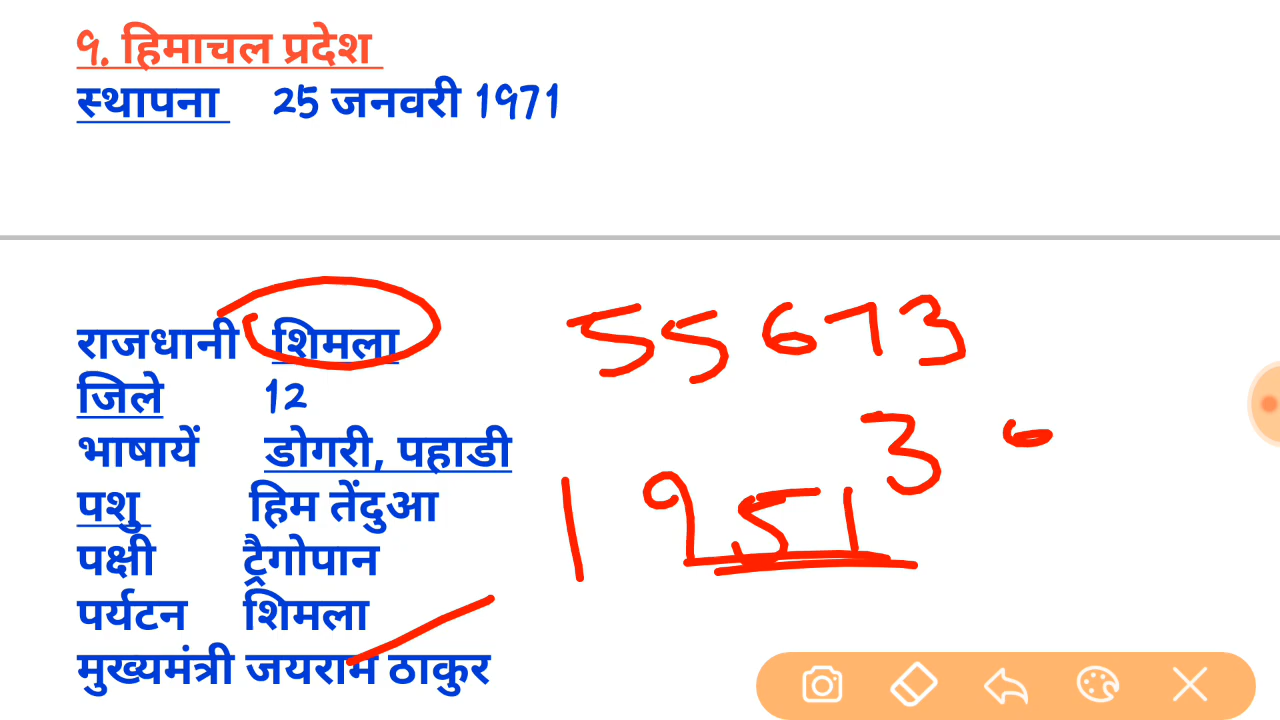 9. हिमाचल प्रदेश
स्थापना 25 जनवरी 1971
राजधानी शिमला
55673
जिले 12
भाषायें डोगरी, पहाडी
3
पशु हिम तेंदुआ
1951
पक्षी ट्रैगोपान
पर्यटन शिमला
मुख्यमंत्री जयराम ठाकुर